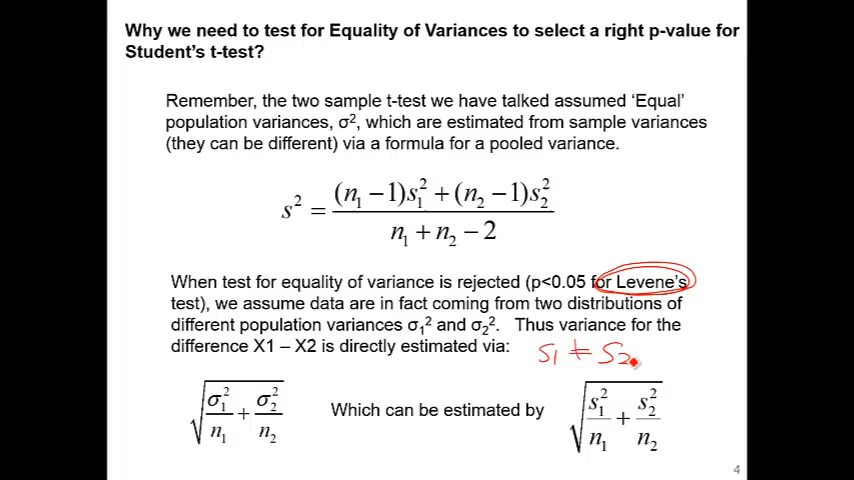 Why we need to test for Equality of Variances to select a right p-value for
Student's t-test?
Remember, the two sample t-test we have talked assumed 'Equal'
population variances, σ², which are estimated from sample variances
(they can be different) via a formula for a pooled variance.
s² = ((n₁ − 1)s₁² + (n₂ − 1)s₂²) / (n₁ + n₂ − 2)
When test for equality of variance is rejected (p<0.05 for Levene's
test), we assume data are in fact coming from two distributions of
different population variances σ₁² and σ₂². Thus variance for the
difference X1 – X2 is directly estimated via:
S₁ ≠ S₂
√(σ₁²/n₁ + σ₂²/n₂) Which can be estimated by √(s₁²/n₁ + s₂²/n₂)
4